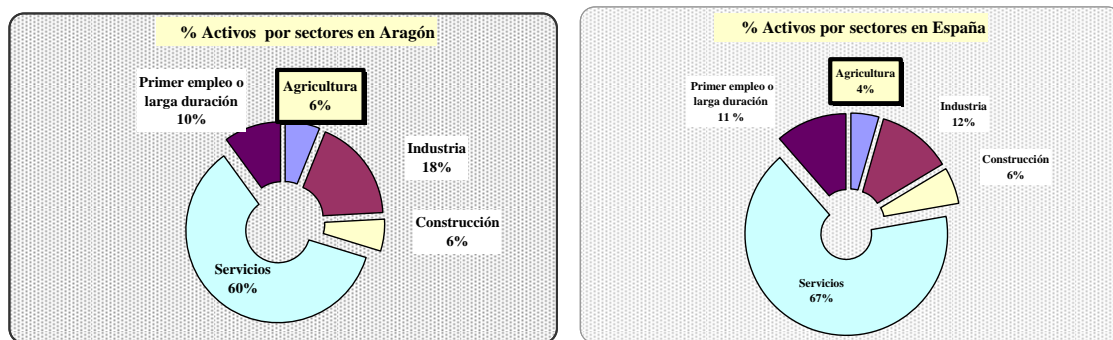 % Activos por sectores en Aragón
Primer empleo o
larga duración
10%
Agricultura
6%
Industria
18%
Construcción
6%
Servicios
60%
% Activos por sectores en España
Primer empleo o
larga duración
11 %
Agricultura
4%
Industria
12%
Construcción
6%
Servicios
67%